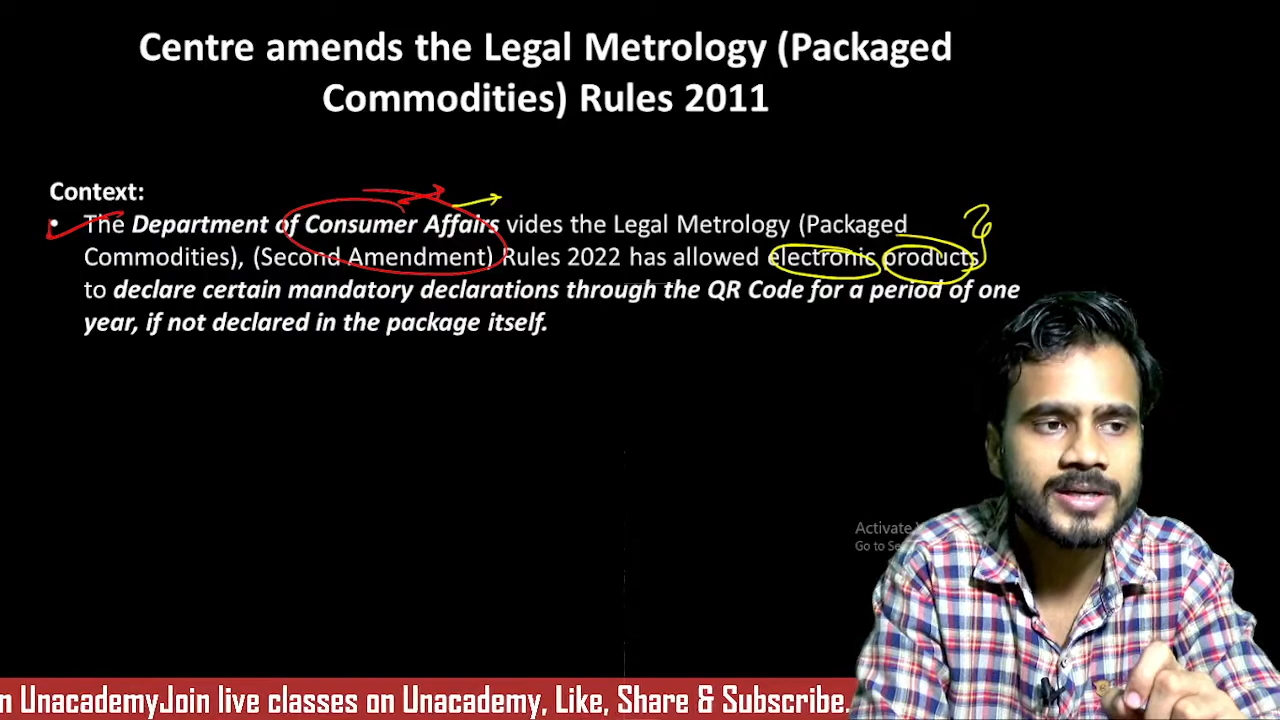 Centre amends the Legal Metrology (Packaged
Commodities) Rules 2011
Context:
• The Department of Consumer Affairs vides the Legal Metrology (Packaged
Commodities), (Second Amendment) Rules 2022 has allowed electronic products
to declare certain mandatory declarations through the QR Code for a period of one
year, if not declared in the package itself.
Activate
Go to Se
n UnacademyJoin live classes on Unacademy, Like, Share & Subscribe.